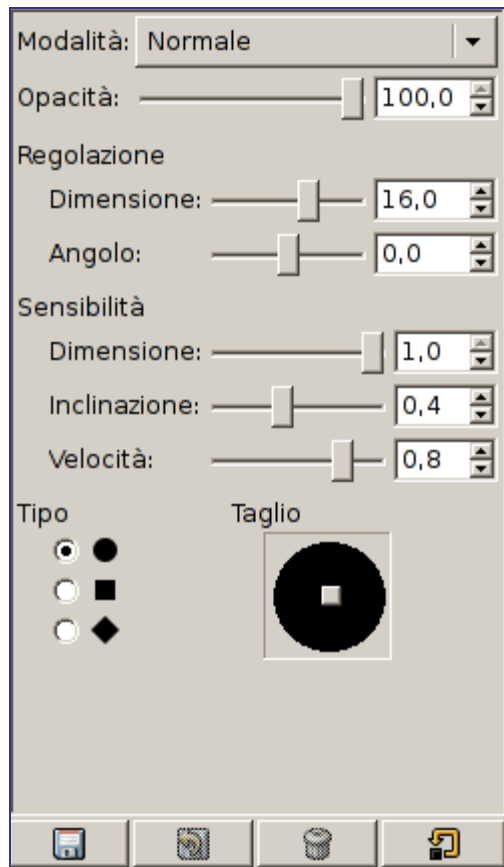 Modalità: Normale
Opacità: 100,0
Regolazione
Dimensione: 16,0
Angolo: 0,0
Sensibilità
Dimensione: 1,0
Inclinazione: 0,4
Velocità: 0,8
Tipo Taglio